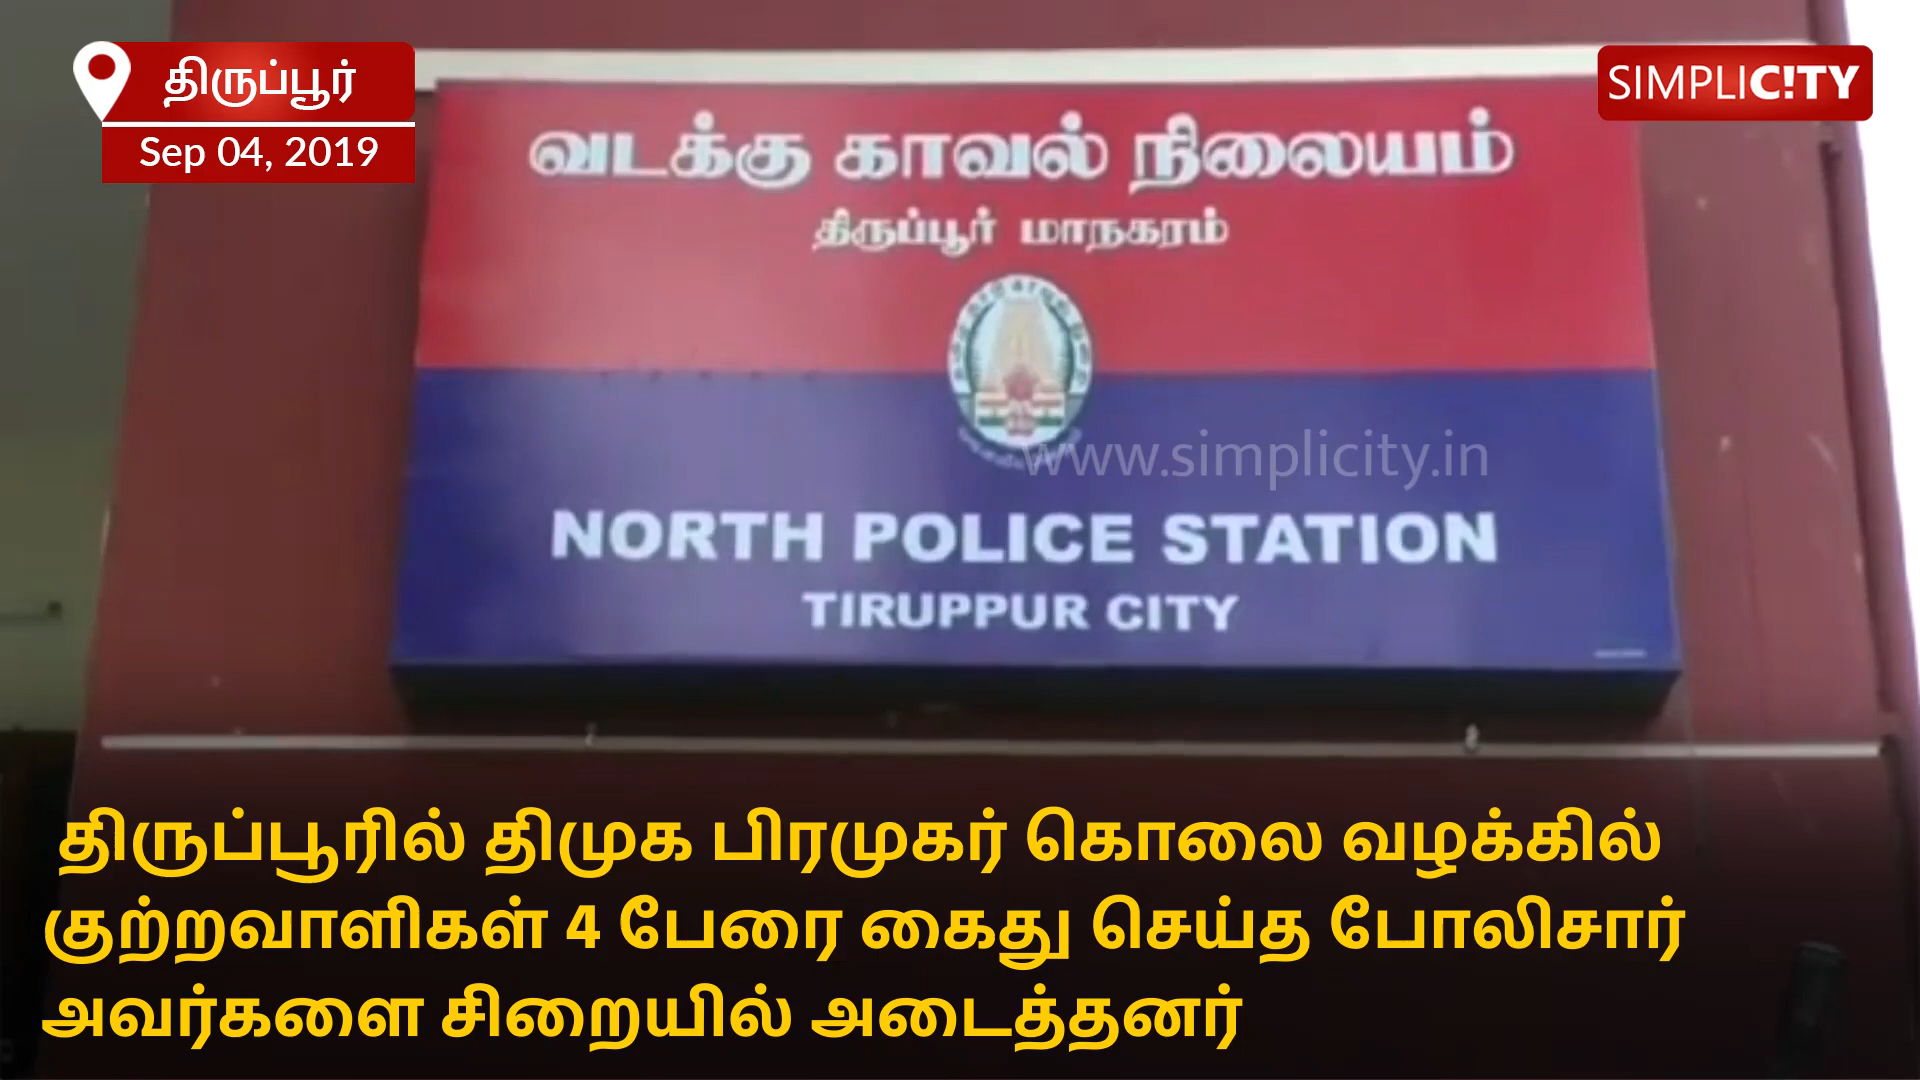 திருப்பூர்
Sep 04, 2019
SIMPLIC!TY
வடக்கு காவல் நிலையம்
திருப்பூர் மாநகரம்
www.simplicity.in
NORTH POLICE STATION
TIRUPPUR CITY
திருப்பூரில் திமுக பிரமுகர் கொலை வழக்கில்
குற்றவாளிகள் 4 பேரை கைது செய்த போலிசார்
அவர்களை சிறையில் அடைத்தனர்